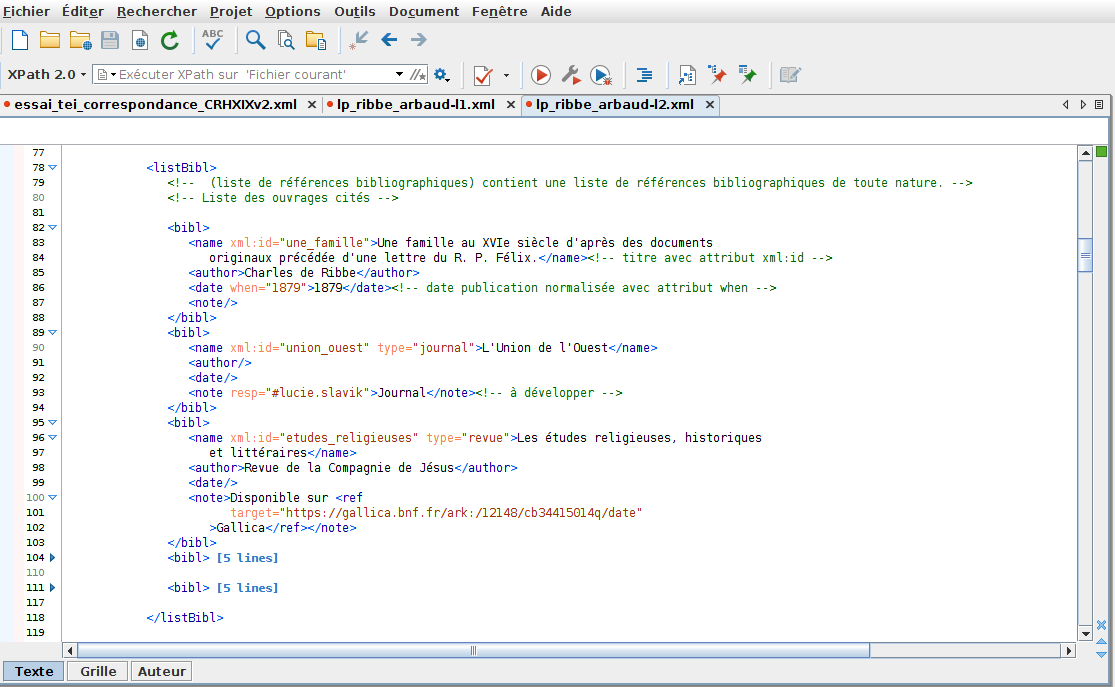 Fichier Éditer Rechercher Projet Options Outils Document Fenêtre Aide
ABC
XPath 2.0 Exécuter XPath sur 'Fichier courant'
essai_tei_correspondance_CRHXIXv2.xml × lp_ribbe_arbaud-l1.xml × lp_ribbe_arbaud-l2.xml ×
77
78 <listBibl>
79 <!-- (liste de références bibliographiques) contient une liste de références bibliographiques de toute nature. -->
80 <!-- Liste des ouvrages cités -->
81
82 <bibl>
83 <name xml:id="une_famille">Une famille au XVIe siècle d'après des documents
84 originaux précédée d'une lettre du R. P. Félix.</name><!-- titre avec attribut xml:id -->
85 <author>Charles de Ribbe</author>
86 <date when="1879">1879</date><!-- date publication normalisée avec attribut when -->
87 <note/>
88 </bibl>
89 <bibl>
90 <name xml:id="union_ouest" type="journal">L'Union de l'Ouest</name>
91 <author/>
92 <date/>
93 <note resp="#lucie.slavik">Journal</note><!-- à développer -->
94 </bibl>
95 <bibl>
96 <name xml:id="etudes_religieuses" type="revue">Les études religieuses, historiques
97 et littéraires</name>
98 <author>Revue de la Compagnie de Jésus</author>
99 <date/>
100 <note>Disponible sur <ref
101 target="https://gallica.bnf.fr/ark:/12148/cb34415014q/date"
102 >Gallica</ref></note>
103 </bibl>
104 <bibl> [5 lines]
110
111 <bibl> [5 lines]
117
118 </listBibl>
119
Texte Grille Auteur